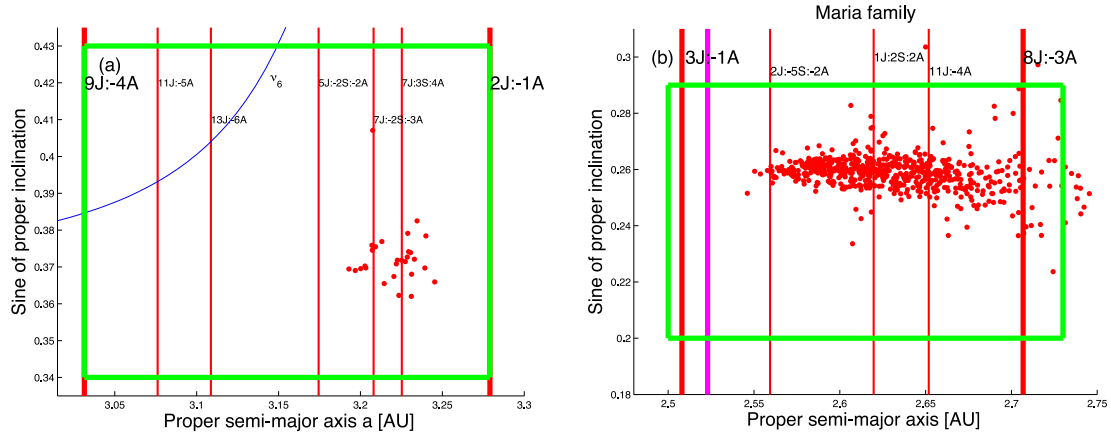 (a)
9J:-4A
11J:-5A
13J:-6A
ν6
5J:-2S:-2A
7J:3S:4A
7J:-2S:-3A
2J:-1A
0.43
0.42
0.41
0.4
0.39
0.38
0.37
0.36
0.35
0.34
Sine of proper inclination
3.05
3.1
3.15
3.2
3.25
3.3
Proper semi-major axis a [AU]
Maria family
(b)
3J:-1A
2J:-5S:-2A
1J:2S:2A
11J:-4A
8J:-3A
0.3
0.28
0.26
0.24
0.22
0.2
0.18
Sine of proper inclination
2,5
2,55
2,6
2,65
2,7
2,75
Proper semi-major axis [AU]